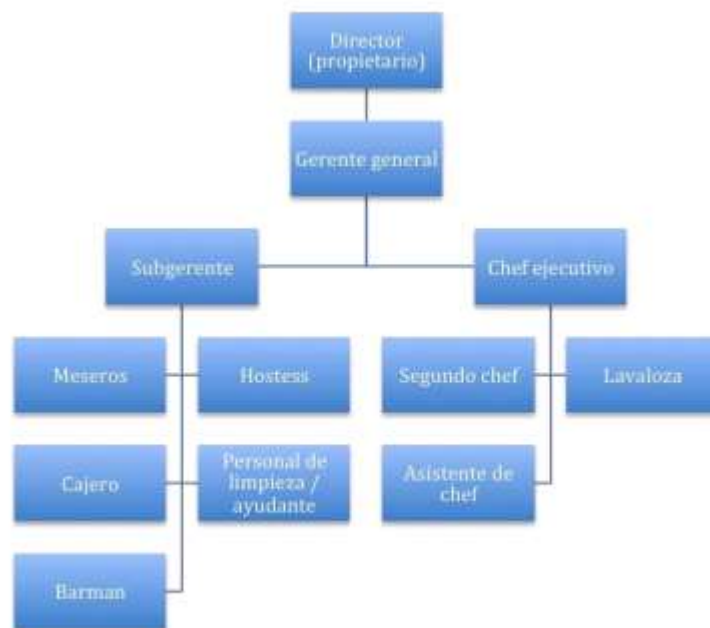 Director
(propietario)
Gerente general
Subgerente
Chef ejecutivo
Meseros
Hostess
Segundo chef
Lavaloza
Cajero
Personal de
limpieza /
ayudante
Asistente de
chef
Barman